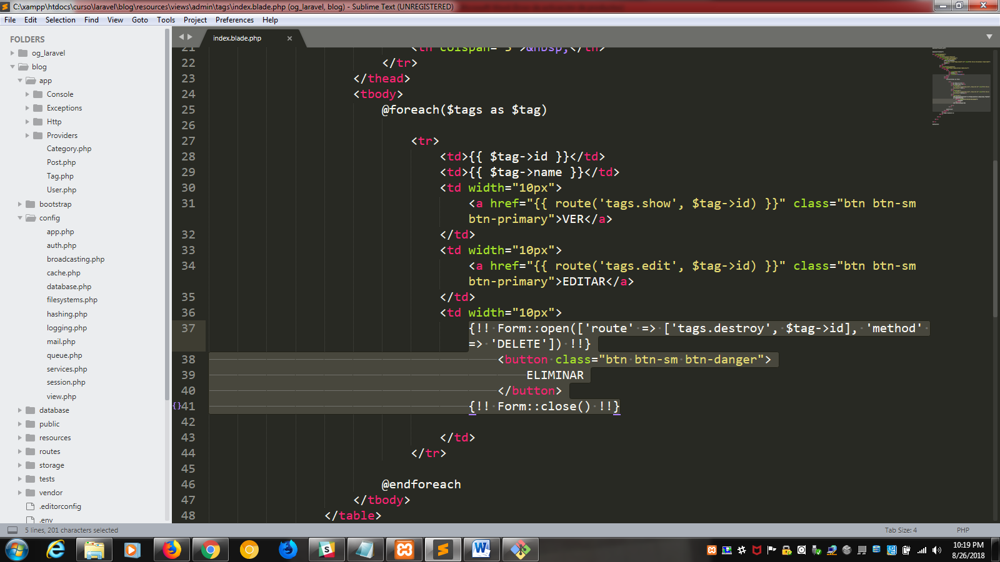 C:\xampp\htdocs\curso\laravel\blog\resources\views\admin\tags\index.blade.php (og_laravel, blog) - Sublime Text (UNREGISTERED)
File Edit Selection Find View Goto Tools Project Preferences Help
FOLDERS
og_laravel
blog
app
Console
Exceptions
Http
Providers
Category.php
Post.php
Tag.php
User.php
bootstrap
config
app.php
auth.php
broadcasting.php
cache.php
database.php
filesystems.php
hashing.php
logging.php
mail.php
queue.php
services.php
session.php
view.php
database
public
resources
routes
storage
tests
vendor
.editorconfig
.env
index.blade.php
21 <th colspan="3">&nbsp;</th>
22 </tr>
23 </thead>
24 <tbody>
25 @foreach($tags as $tag)
26
27 <tr>
28 <td>{{ $tag->id }}</td>
29 <td>{{ $tag->name }}</td>
30 <td width="10px">
31 <a href="{{ route('tags.show', $tag->id) }}" class="btn btn-sm
btn-primary">VER</a>
32 </td>
33 <td width="10px">
34 <a href="{{ route('tags.edit', $tag->id) }}" class="btn btn-sm
btn-primary">EDITAR</a>
35 </td>
36 <td width="10px">
37 {!! Form::open(['route' => ['tags.destroy', $tag->id], 'method'
=> 'DELETE']) !!}
38 <button class="btn btn-sm btn-danger">
39 ELIMINAR
40 </button>
{}41 {!! Form::close() !!}
42
43 </td>
44 </tr>
45
46 @endforeach
47 </tbody>
48 </table>
5 lines, 201 characters selected
Tab Size: 4
PHP
10:19 PM
8/26/2018